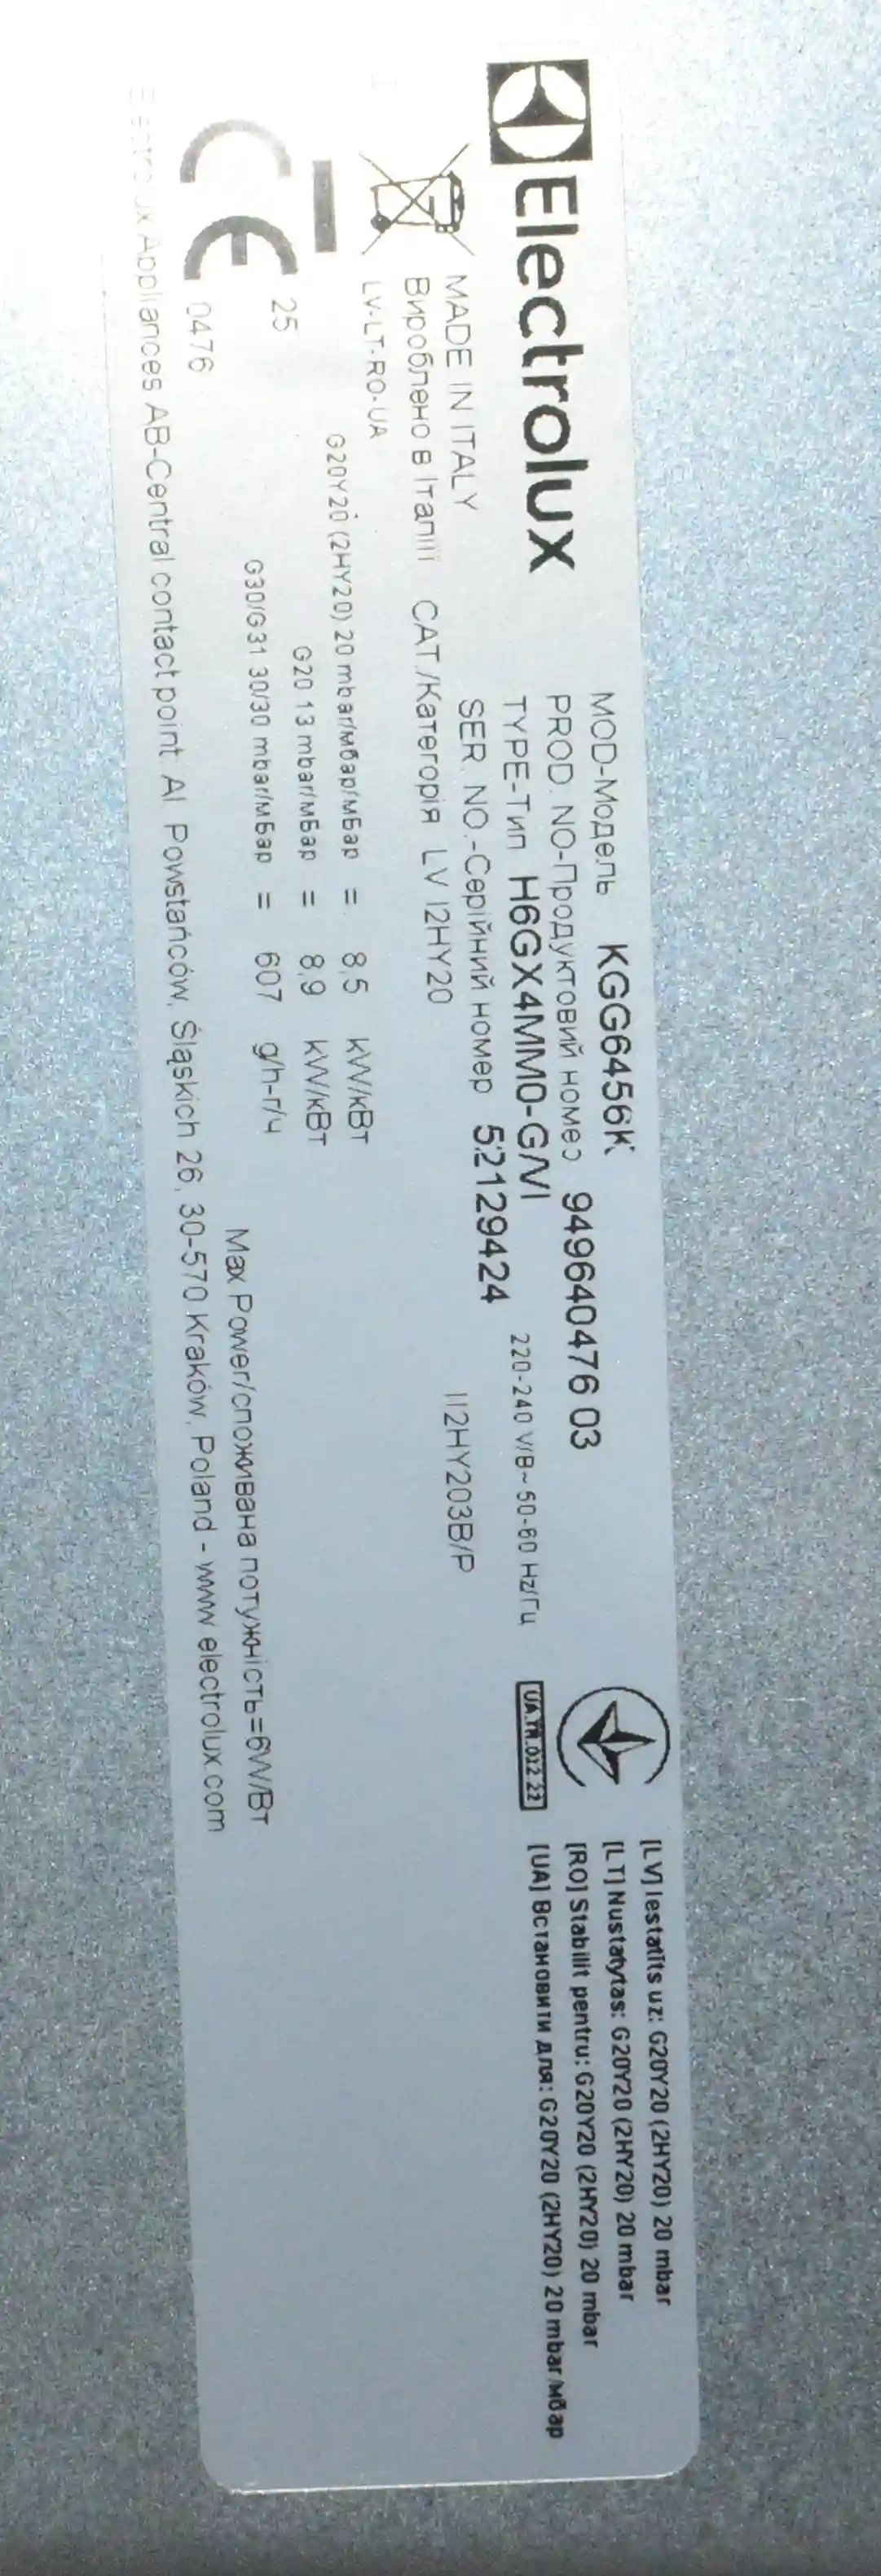 Electrolux
MOD-Модель KGG6456K
PROD. NO-Продуктовий номер 949640476 03
TYPE-Тип H6GX4MM0-G/VI
220-240 V/В~ 50-60 Hz/Гц
SER. NO.-Серійний номер 52129424
MADE IN ITALY
Вироблено в Італіїї CAT./Категорія LV I2HY20 II2HY203B/P
LV-LT-RO-UA
G20Y20 (2HY20) 20 mbar/мбар/мБар = 8,5 kW/кВт
G20 13 mbar/мБар = 8,9 kW/кВт
G30/G31 30/30 mbar/мБар = 607 g/h-г/ч
Max Power/споживана потужність=6W/Вт
25
0476
Electrolux Appliances AB-Central contact point: Al. Powstańców, Śląskich 26, 30-570 Kraków, Poland - www.electrolux.com
UA.TR.022 22
[LV] Iestatīts uz: G20Y20 (2HY20) 20 mbar
[LT] Nustatytas: G20Y20 (2HY20) 20 mbar
[RO] Stabilit pentru: G20Y20 (2HY20) 20 mbar
[UA] Встановити для: G20Y20 (2HY20) 20 mbar/мбар